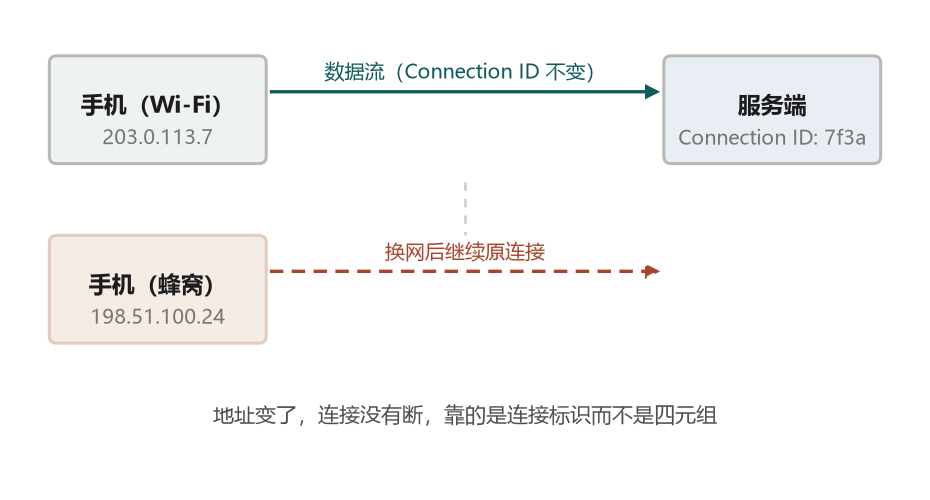 数据流（Connection ID 不变）
手机（Wi-Fi）
203.0.113.7
服务端
Connection ID: 7f3a
换网后继续原连接
手机（蜂窝）
198.51.100.24
地址变了，连接没有断，靠的是连接标识而不是四元组